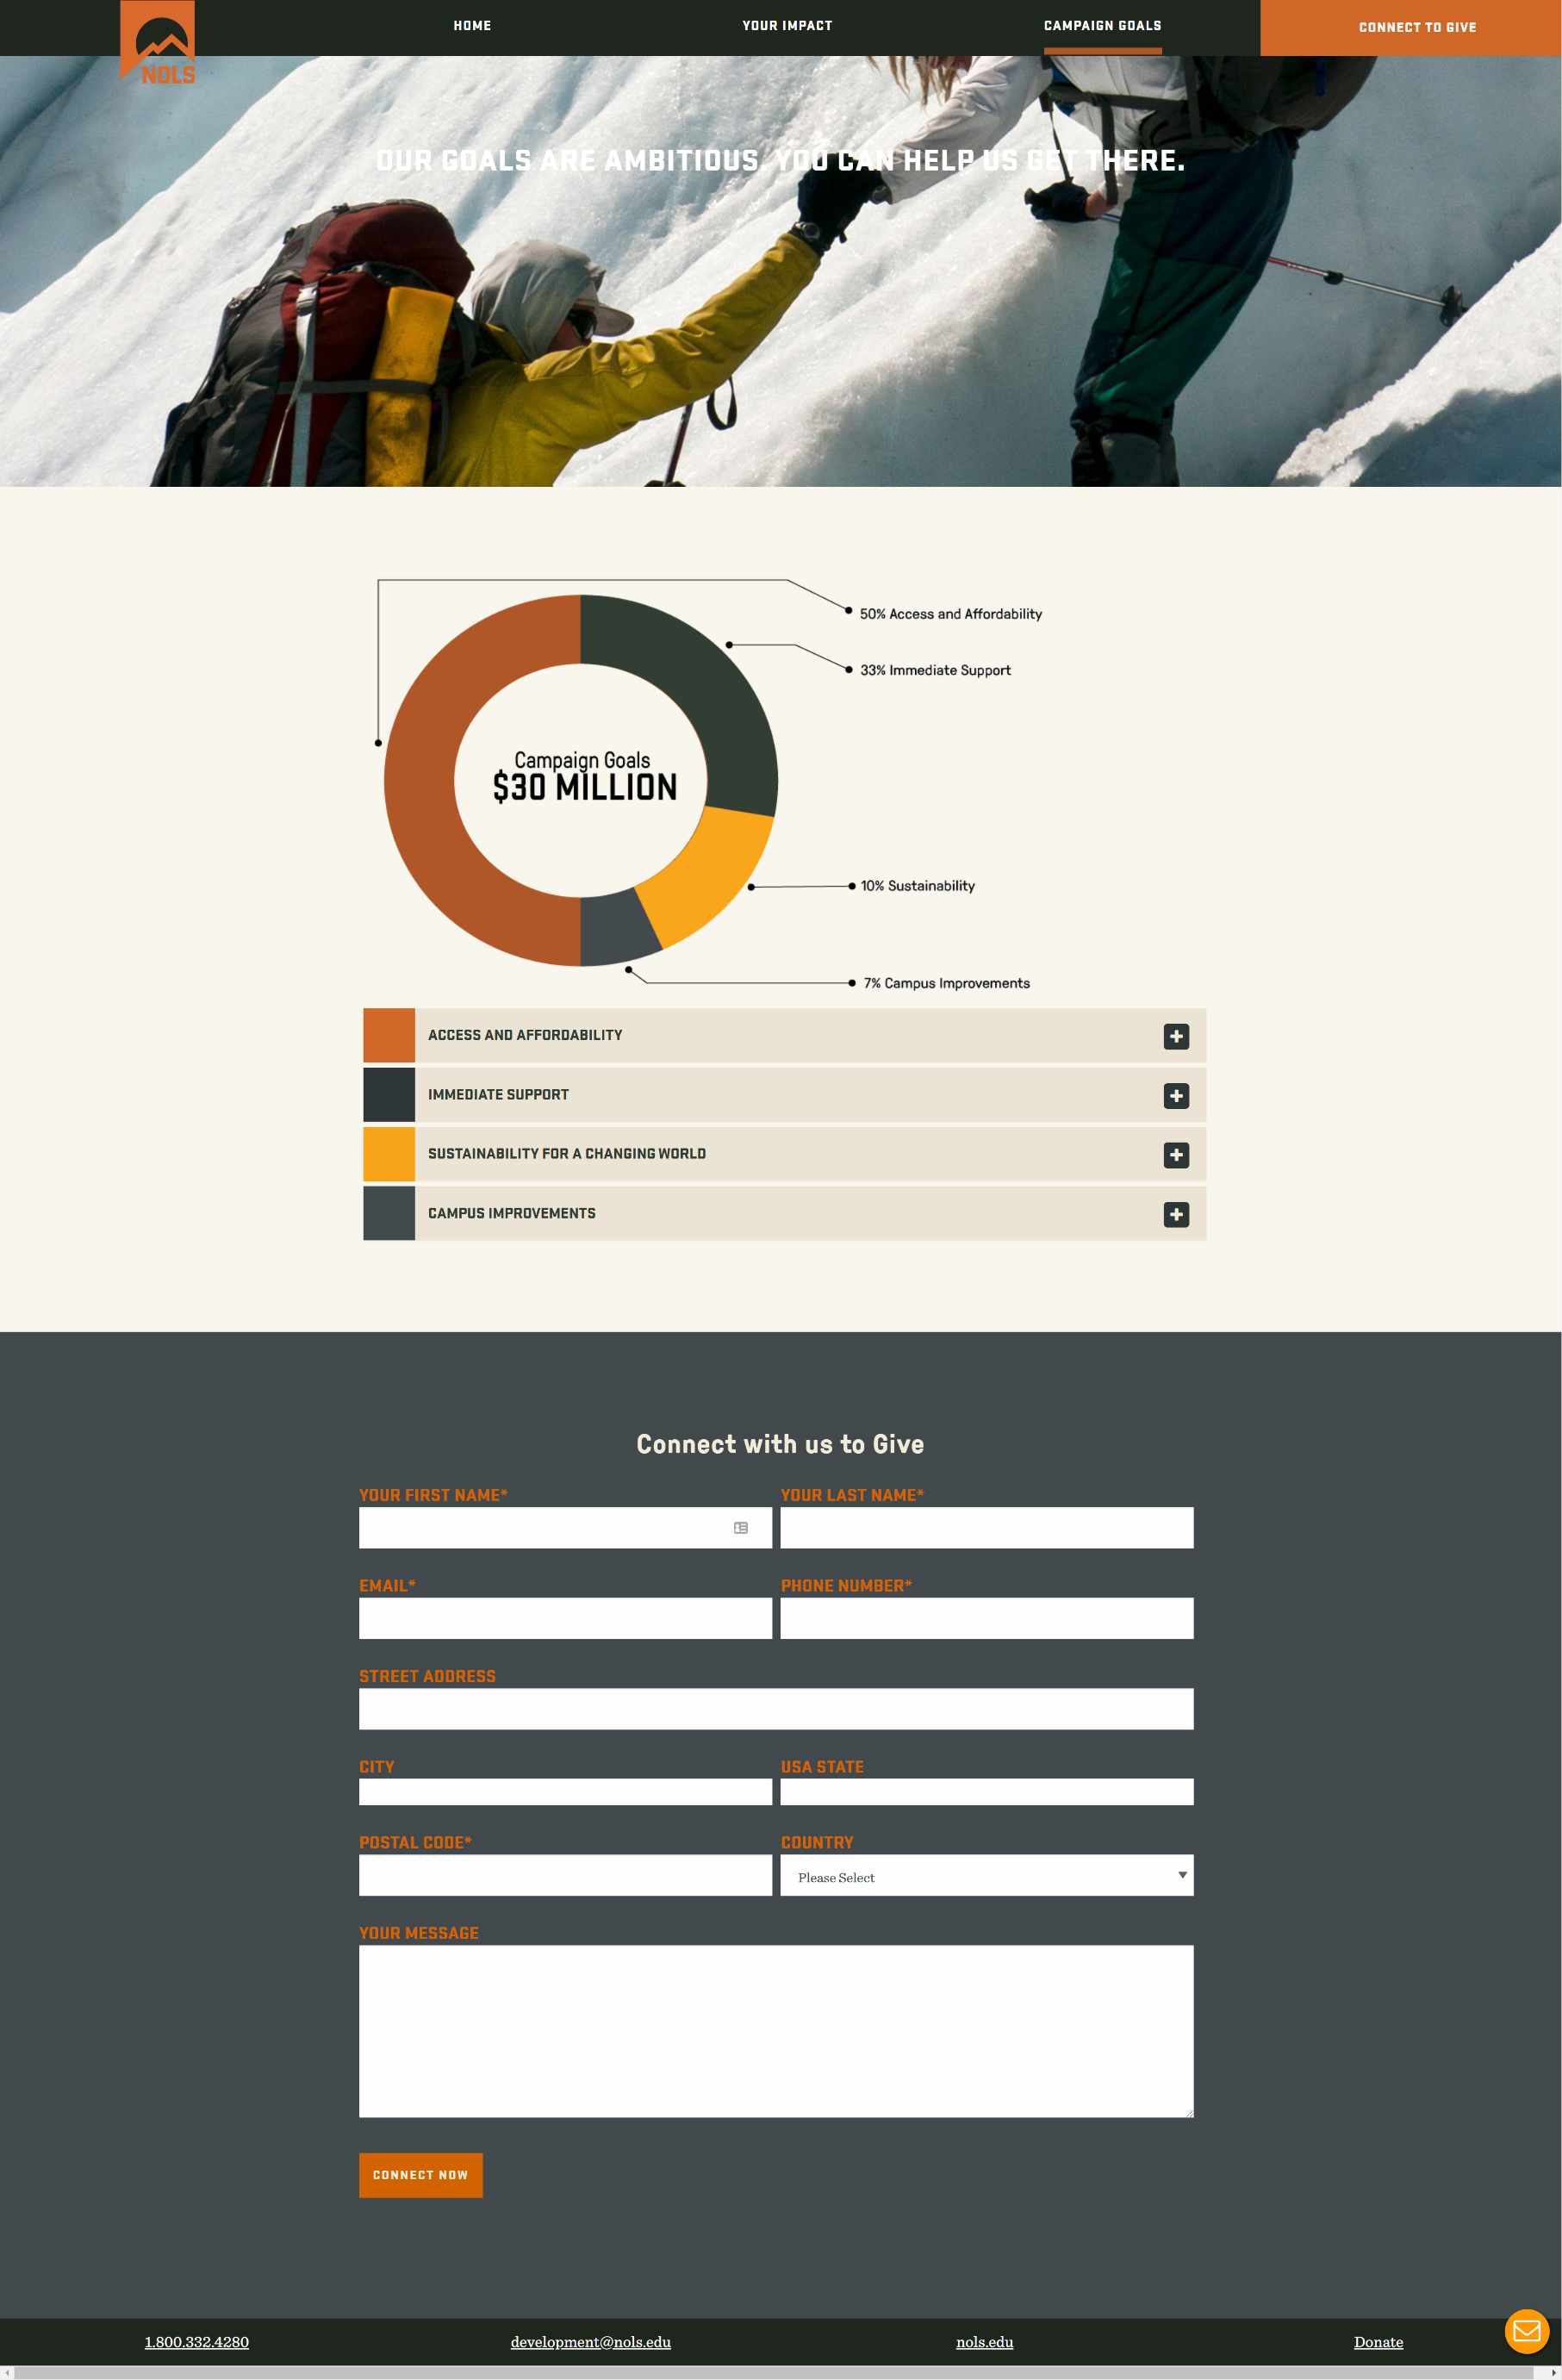 NOLS
HOME
YOUR IMPACT
CAMPAIGN GOALS
CONNECT TO GIVE
OUR GOALS ARE AMBITIOUS. YOU CAN HELP US GET THERE.
50% Access and Affordability
33% Immediate Support
Campaign Goals
$30 MILLION
10% Sustainability
7% Campus Improvements
ACCESS AND AFFORDABILITY
IMMEDIATE SUPPORT
SUSTAINABILITY FOR A CHANGING WORLD
CAMPUS IMPROVEMENTS
Connect with us to Give
YOUR FIRST NAME*
YOUR LAST NAME*
EMAIL*
PHONE NUMBER*
STREET ADDRESS
CITY
USA STATE
POSTAL CODE*
COUNTRY
Please Select
YOUR MESSAGE
CONNECT NOW
1.800.332.4280
development@nols.edu
nols.edu
Donate